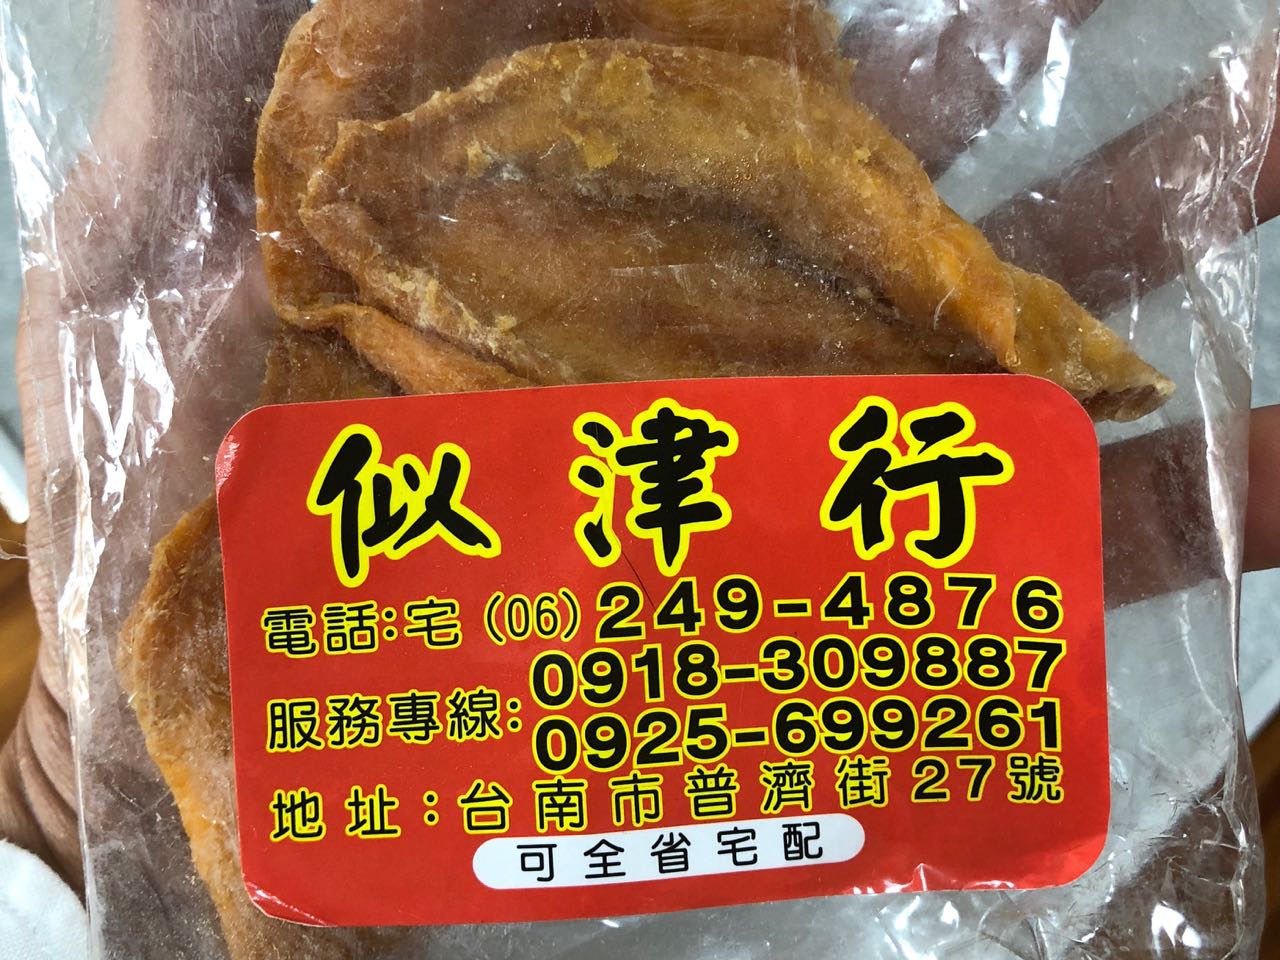 似津行
電話:宅 (06) 249-4876
服務專線: 0918-309887
0925-699261
地址:台南市普濟街27號
可全省宅配